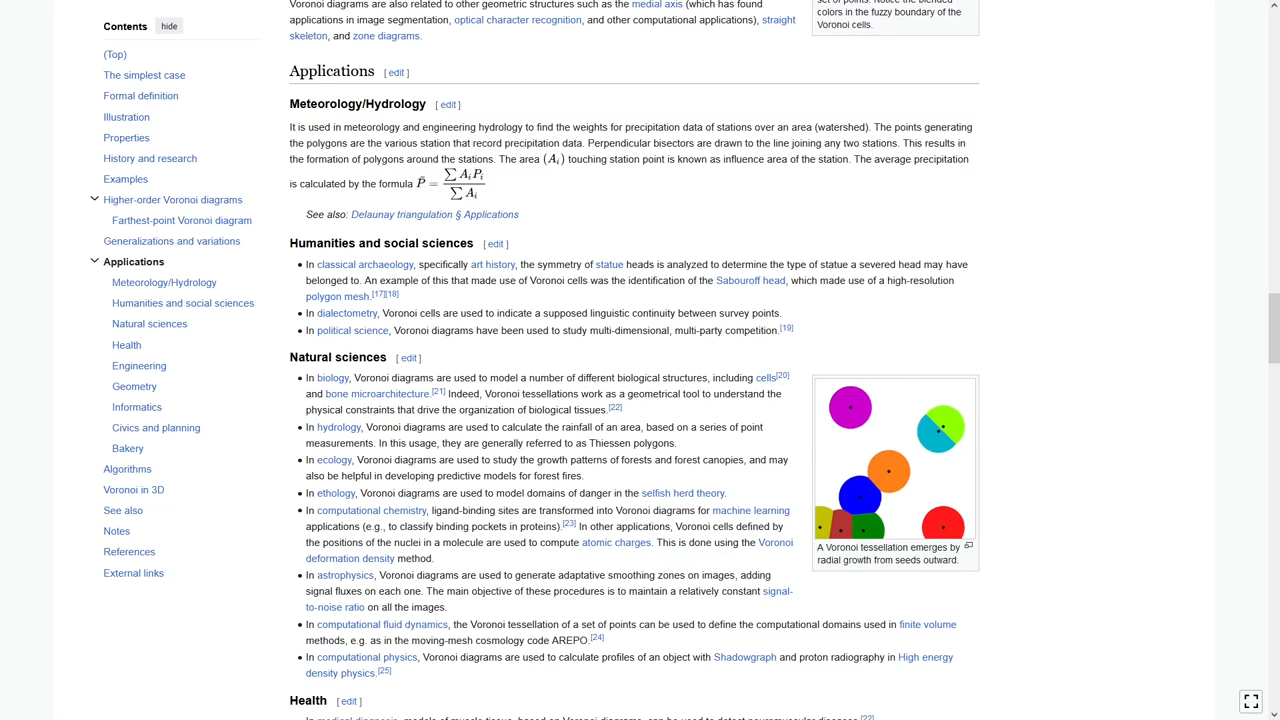 Contents hide
(Top)
The simplest case
Formal definition
Illustration
Properties
History and research
Examples
Higher-order Voronoi diagrams
Farthest-point Voronoi diagram
Generalizations and variations
Applications
Meteorology/Hydrology
Humanities and social sciences
Natural sciences
Health
Engineering
Geometry
Informatics
Civics and planning
Bakery
Algorithms
Voronoi in 3D
See also
Notes
References
External links
Voronoi diagrams are also related to other geometric structures such as the medial axis (which has found
applications in image segmentation, optical character recognition, and other computational applications), straight
skeleton, and zone diagrams.
colors in the fuzzy boundary of the
Voronoi cells.
Applications [ edit ]
Meteorology/Hydrology [ edit ]
It is used in meteorology and engineering hydrology to find the weights for precipitation data of stations over an area (watershed). The points generating
the polygons are the various station that record precipitation data. Perpendicular bisectors are drawn to the line joining any two stations. This results in
the formation of polygons around the stations. The area (A_i) touching station point is known as influence area of the station. The average precipitation
is calculated by the formula P̄ = ∑ A_i P_i / ∑ A_i
See also: Delaunay triangulation § Applications
Humanities and social sciences [ edit ]
• In classical archaeology, specifically art history, the symmetry of statue heads is analyzed to determine the type of statue a severed head may have
belonged to. An example of this that made use of Voronoi cells was the identification of the Sabouroff head, which made use of a high-resolution
polygon mesh.[17][18]
• In dialectometry, Voronoi cells are used to indicate a supposed linguistic continuity between survey points.
• In political science, Voronoi diagrams have been used to study multi-dimensional, multi-party competition.[19]
Natural sciences [ edit ]
• In biology, Voronoi diagrams are used to model a number of different biological structures, including cells[20]
and bone microarchitecture.[21] Indeed, Voronoi tessellations work as a geometrical tool to understand the
physical constraints that drive the organization of biological tissues.[22]
• In hydrology, Voronoi diagrams are used to calculate the rainfall of an area, based on a series of point
measurements. In this usage, they are generally referred to as Thiessen polygons.
• In ecology, Voronoi diagrams are used to study the growth patterns of forests and forest canopies, and may
also be helpful in developing predictive models for forest fires.
• In ethology, Voronoi diagrams are used to model domains of danger in the selfish herd theory.
• In computational chemistry, ligand-binding sites are transformed into Voronoi diagrams for machine learning
applications (e.g., to classify binding pockets in proteins).[23] In other applications, Voronoi cells defined by
the positions of the nuclei in a molecule are used to compute atomic charges. This is done using the Voronoi
deformation density method.
• In astrophysics, Voronoi diagrams are used to generate adaptative smoothing zones on images, adding
signal fluxes on each one. The main objective of these procedures is to maintain a relatively constant signal-
to-noise ratio on all the images.
• In computational fluid dynamics, the Voronoi tessellation of a set of points can be used to define the computational domains used in finite volume
methods, e.g. as in the moving-mesh cosmology code AREPO.[24]
• In computational physics, Voronoi diagrams are used to calculate profiles of an object with Shadowgraph and proton radiography in High energy
density physics.[25]
A Voronoi tessellation emerges by
radial growth from seeds outward.
Health [ edit ]